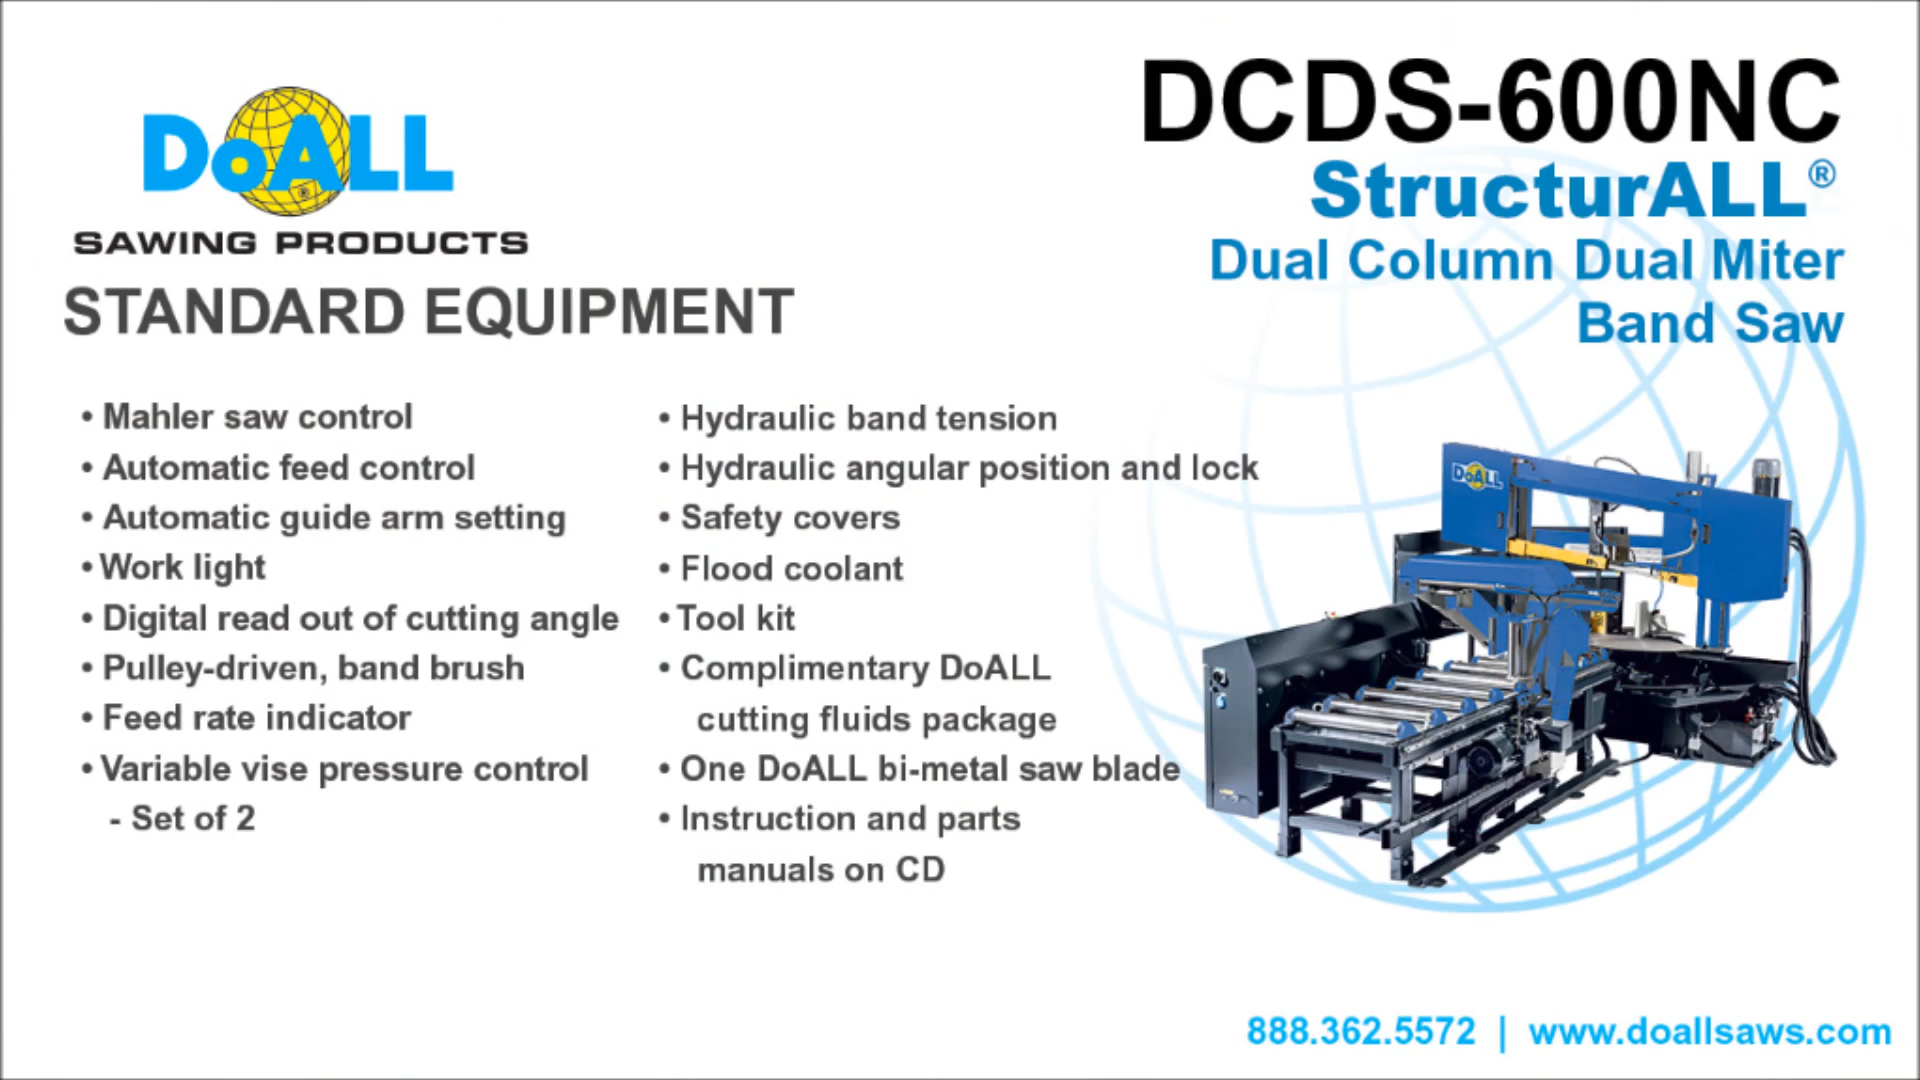 DoALL
®
SAWING PRODUCTS
STANDARD EQUIPMENT
DCDS-600NC
StructurALL®
Dual Column Dual Miter
Band Saw
• Mahler saw control
• Automatic feed control
• Automatic guide arm setting
• Work light
• Digital read out of cutting angle
• Pulley-driven, band brush
• Feed rate indicator
• Variable vise pressure control
- Set of 2
• Hydraulic band tension
• Hydraulic angular position and lock
• Safety covers
• Flood coolant
• Tool kit
• Complimentary DoALL
cutting fluids package
• One DoALL bi-metal saw blade
• Instruction and parts
manuals on CD
DoALL
888.362.5572 | www.doallsaws.com